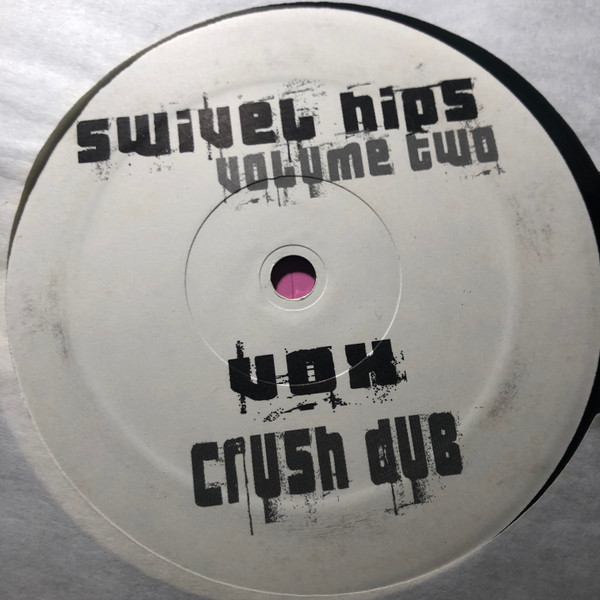 swivel hips
volume two
vox
crush dub